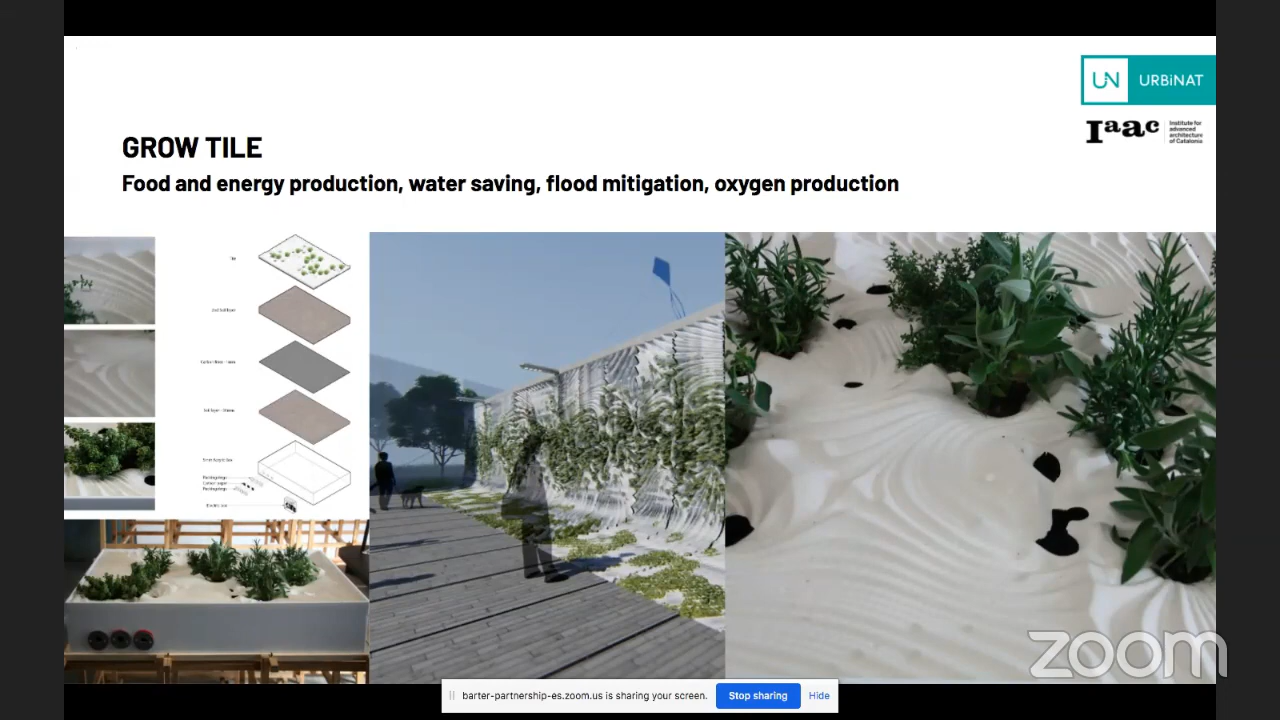 UN URBiNAT
Iaac Institute for
advanced
architecture
of Catalonia
GROW TILE
Food and energy production, water saving, flood mitigation, oxygen production
zoom
barter-partnership-es.zoom.us is sharing your screen. Stop sharing Hide